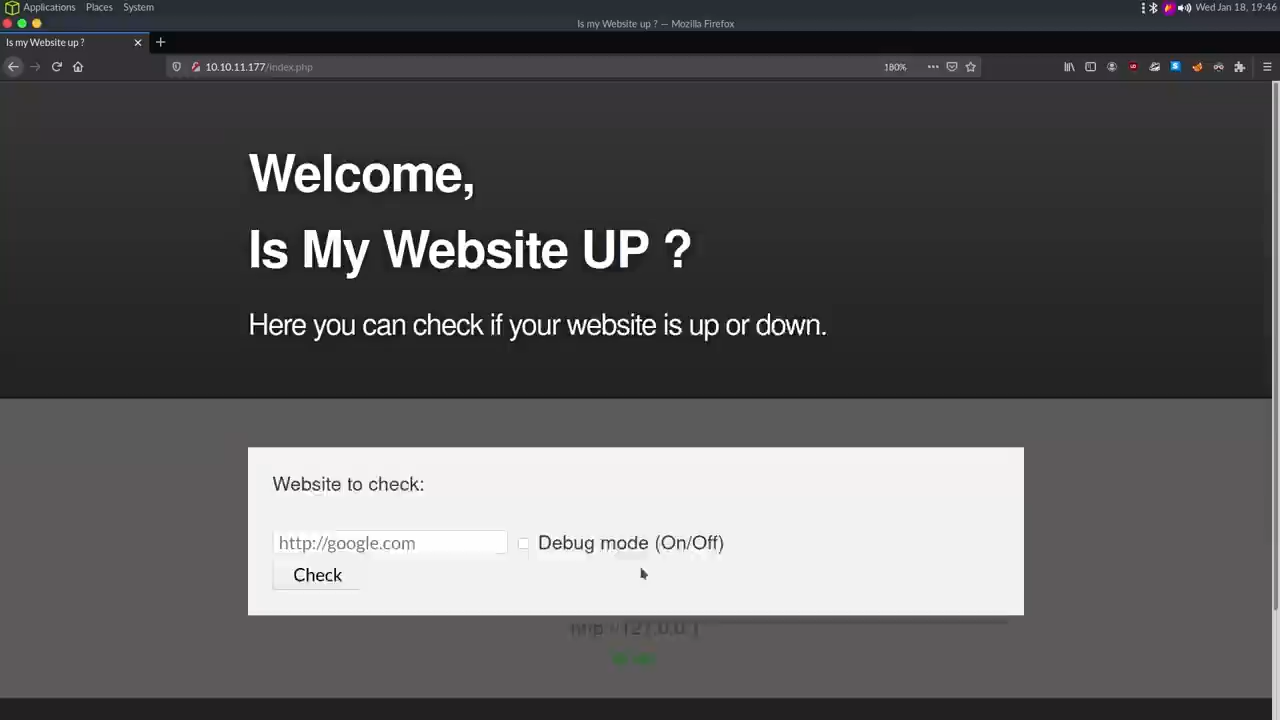 Applications Places System
Wed Jan 18, 19:46
Is my Website up ? — Mozilla Firefox
Is my Website up ?
10.10.11.177/index.php
180%
Welcome,
Is My Website UP ?
Here you can check if your website is up or down.
Website to check:
http://google.com
Debug mode (On/Off)
Check